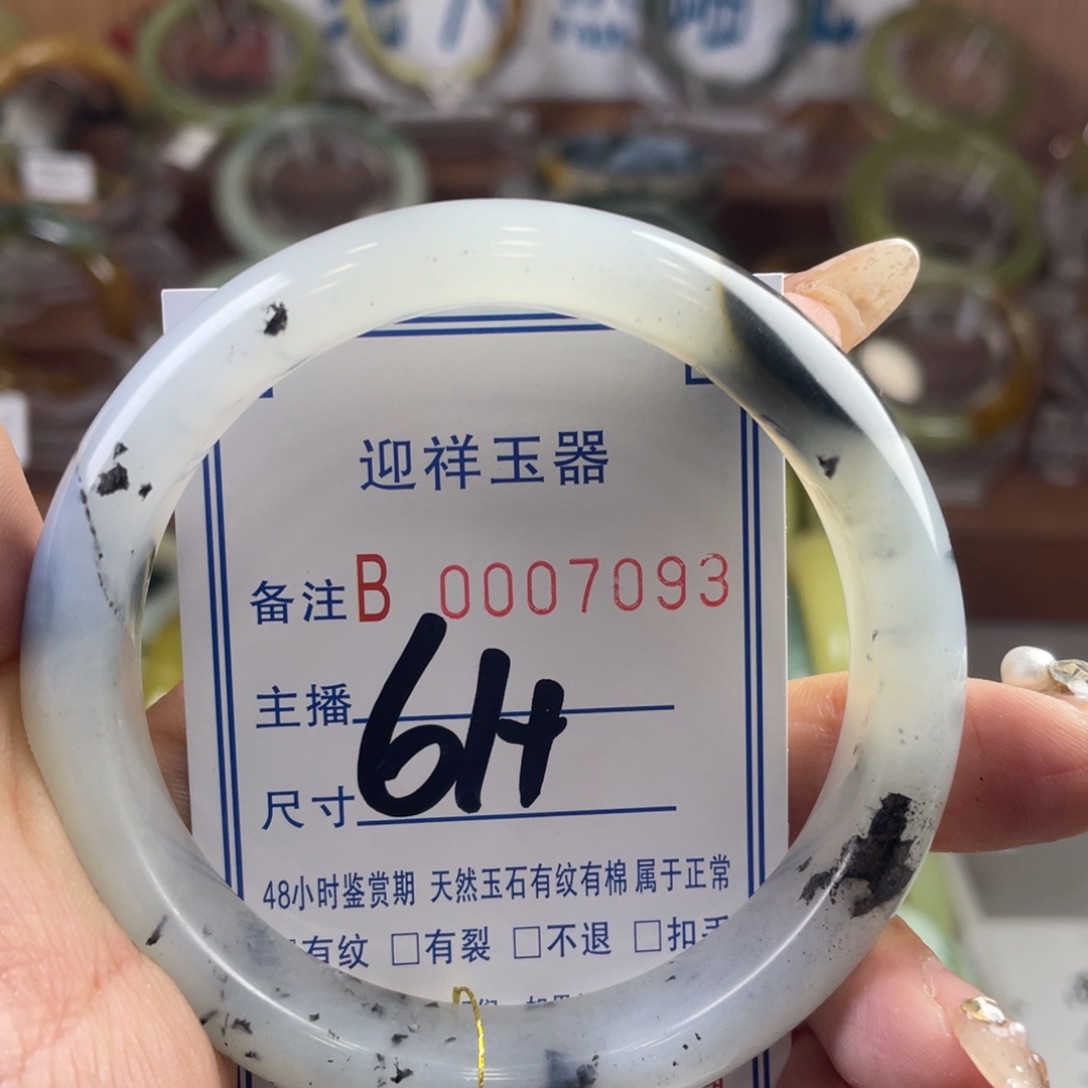 迎祥玉器
备注B 0007093
主播
尺寸 61
48小时鉴赏期 天然玉石有纹有棉 属于正常
有纹 □有裂 □不退 □扣手